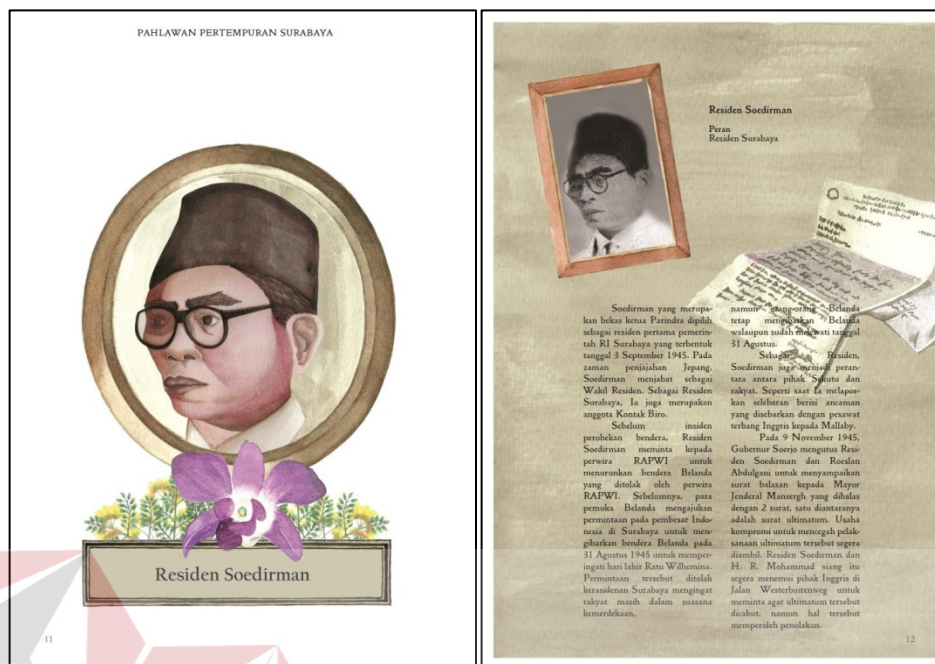 PAHLAWAN PERTEMPURAN SURABAYA
Residen Soedirman
11
Residen Soedirman
Peran
Residen Surabaya
Soedirman yang merupa-
kan bekas ketua Parindra dipilih
sebagai residen pertama pemerin-
tah RI Surabaya yang terbentuk
tanggal 3 September 1945. Pada
zaman penjajahan Jepang,
Soedirman menjabat sebagai
Wakil Residen. Sebagai Residen
Surabaya, Ia juga merupakan
anggota Kontak Biro.
Sebelum insiden
perobekan bendera, Residen
Soedirman meminta kepada
perwira RAPWI untuk
menurunkan bendera Belanda
yang ditolak oleh perwira
RAPWI. Sebelumnya, para
pemuka Belanda mengajukan
permintaan pada pembesar Indo-
nesia di Surabaya untuk men-
gibarkan bendera Belanda pada
31 Agustus 1945 untuk memper-
ingati hari lahir Ratu Wilhemina.
Permintaan tersebut ditolak
kerasidenan Surabaya mengingat
rakyat masih dalam suasana
kemerdekaan,
namun orang-orang Belanda
tetap mengibarkan Belanda
walaupun sudah melewati tanggal
31 Agustus.
Sebagai Residen,
Soedirman juga menjadi peran-
tara antara pihak Sekutu dan
rakyat. Seperti saat Ia melapor-
kan selebaran berisi ancaman
yang disebarkan dengan pesawat
terbang Inggris kepada Mallaby.
Pada 9 November 1945,
Gubernur Soerjo mengutus Resi-
den Soedirman dan Roeslan
Abdulgani untuk menyampaikan
surat balasan kepada Mayor
Jenderal Mansergh yang dibalas
dengan 2 surat, satu diantaranya
adalah surat ultimatum. Usaha
kompromi untuk mencegah pelak-
sanaan ultimatum tersebut segera
diambil. Residen Soedirman dan
H. R. Mohammad siang itu
segera menemui pihak Inggris di
Jalan Westerbuitenweg untuk
meminta agar ultimatum tersebut
dicabut, namun hal tersebut
memperoleh penolakan.
12